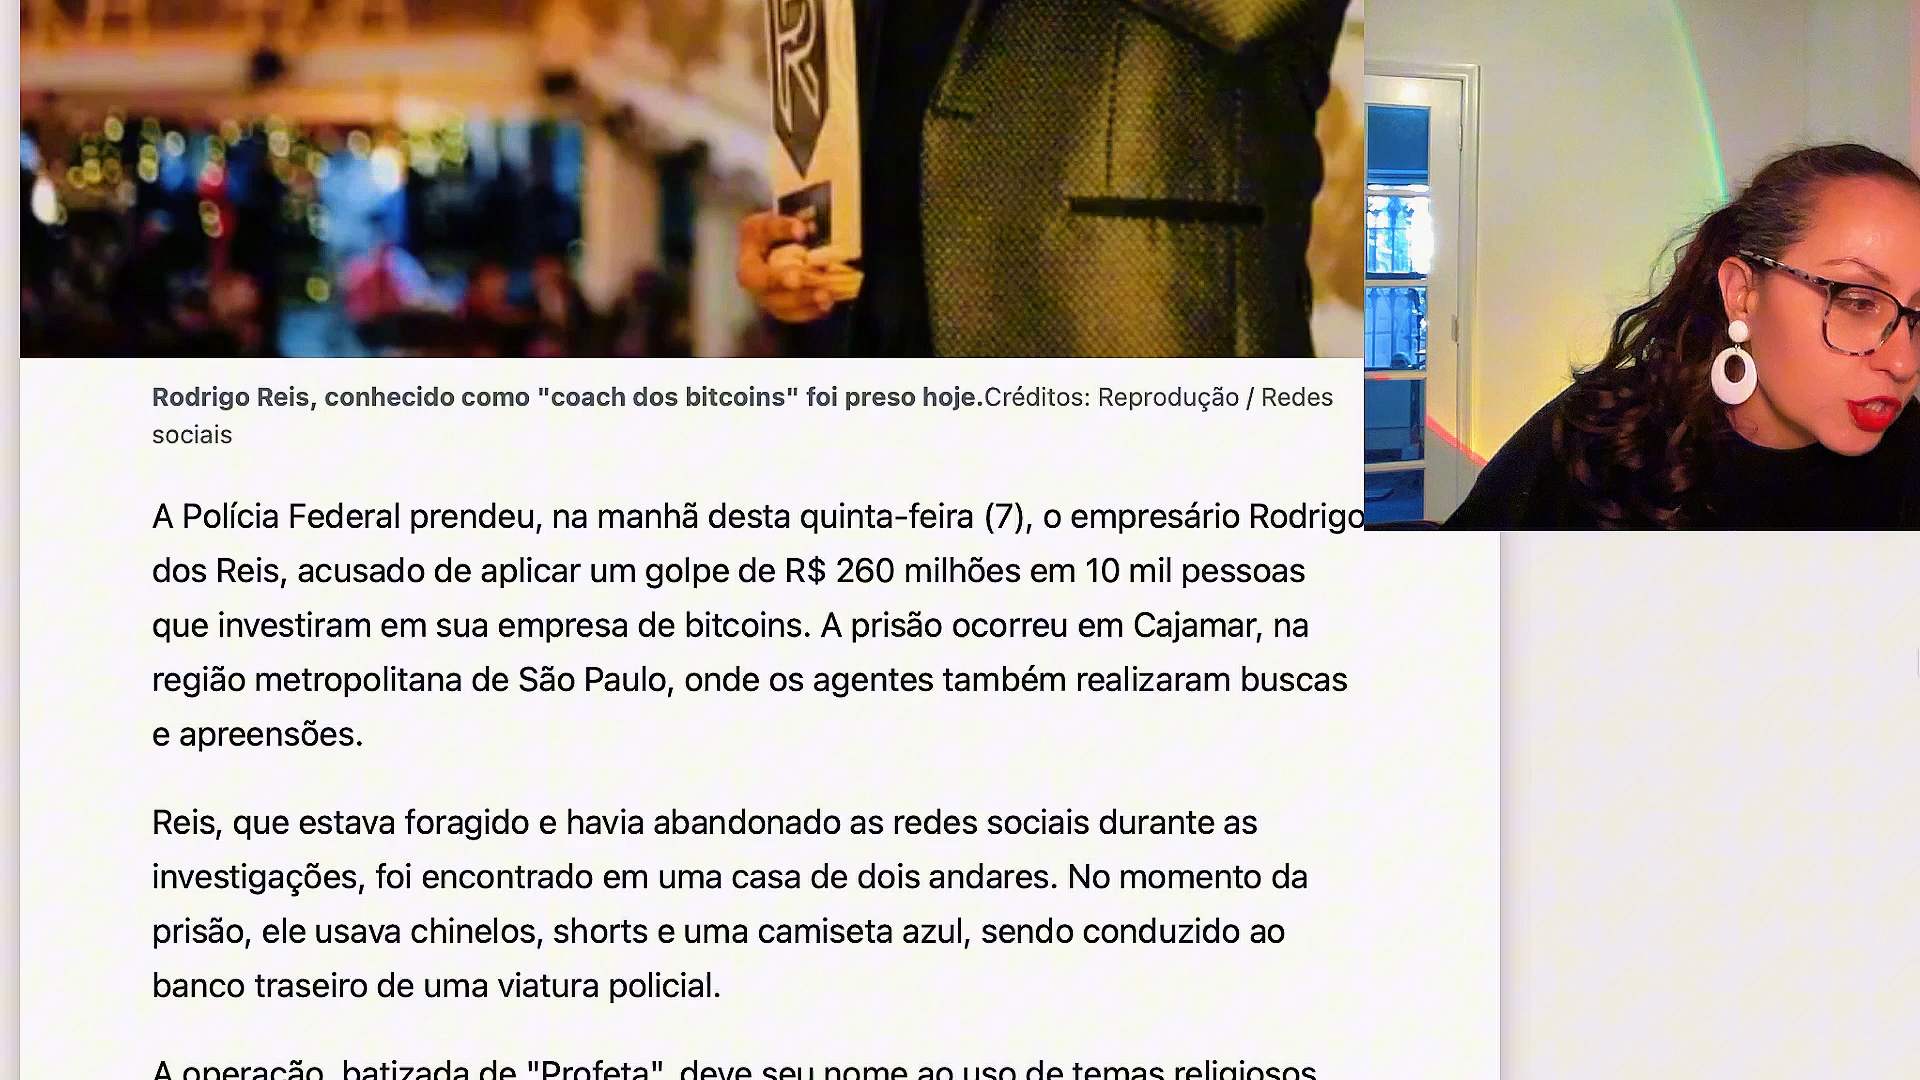 R
Rodrigo Reis, conhecido como "coach dos bitcoins" foi preso hoje.Créditos: Reprodução / Redes
sociais
A Polícia Federal prendeu, na manhã desta quinta-feira (7), o empresário Rodrigo
dos Reis, acusado de aplicar um golpe de R$ 260 milhões em 10 mil pessoas
que investiram em sua empresa de bitcoins. A prisão ocorreu em Cajamar, na
região metropolitana de São Paulo, onde os agentes também realizaram buscas
e apreensões.
Reis, que estava foragido e havia abandonado as redes sociais durante as
investigações, foi encontrado em uma casa de dois andares. No momento da
prisão, ele usava chinelos, shorts e uma camiseta azul, sendo conduzido ao
banco traseiro de uma viatura policial.
A operação, batizada de "Profeta", deve seu nome ao uso de temas religiosos